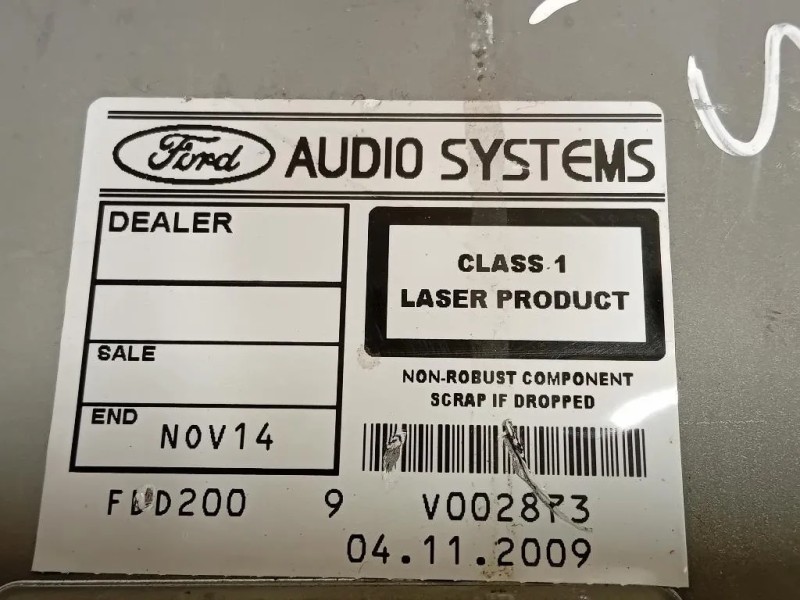 Ford AUDIO SYSTEMS
DEALER
CLASS 1
LASER PRODUCT
SALE
NON-ROBUST COMPONENT
SCRAP IF DROPPED
END
NOV14
9
V002873
04.11.2009